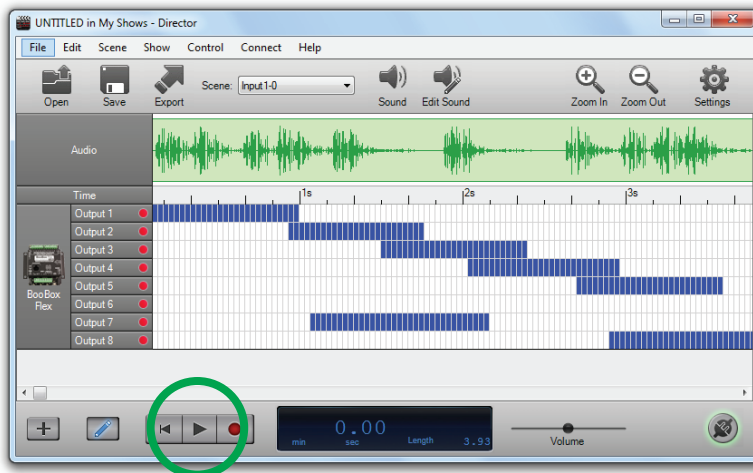 UNTITLED in My Shows - Director
File Edit Scene Show Control Connect Help
Open Save Export Scene: Input1-0 Sound Edit Sound Zoom In Zoom Out Settings
Audio
Time 1s 2s 3s
Output 1
Output 2
Output 3
Output 4
Output 5
Output 6
Output 7
Output 8
BooBox
Flex
0.00
min sec Length 3.93
Volume